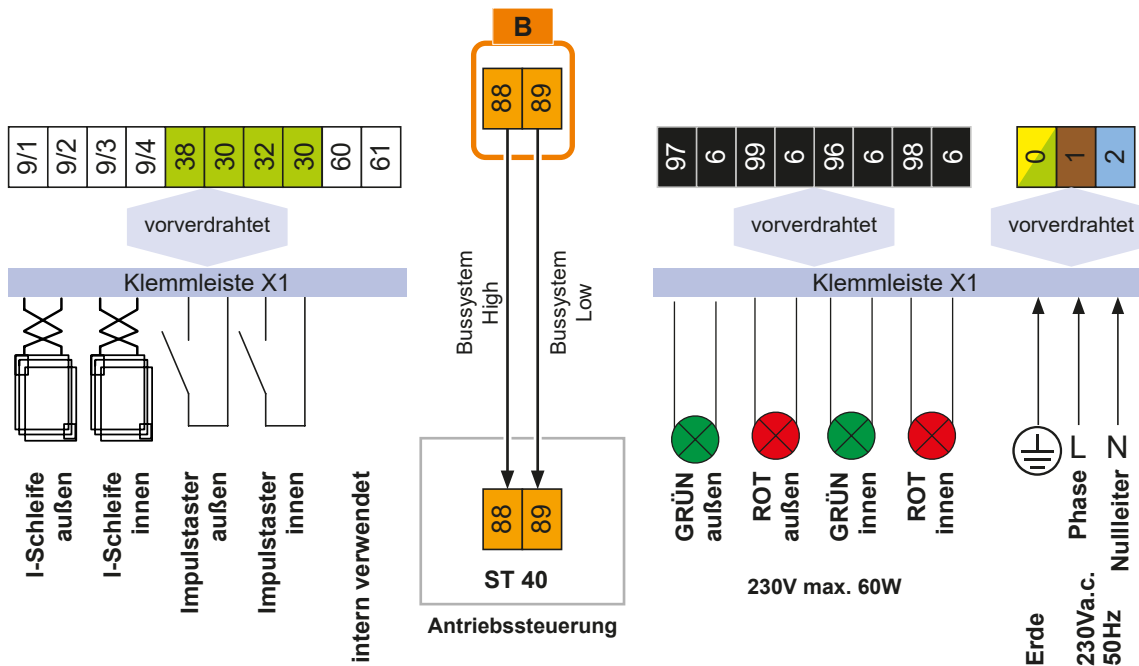 B
88 89
9/1 9/2 9/3 9/4 38 30 32 30 60 61
97 6 99 6 96 6 98 6
0 1 2
vorverdrahtet
vorverdrahtet
vorverdrahtet
Klemmleiste X1
Klemmleiste X1
Bussystem
High
Bussystem
Low
I-Schleife
außen
I-Schleife
innen
Impulstaster
außen
Impulstaster
innen
intern verwendet
88 89
ST 40
Antriebssteuerung
GRÜN
außen
ROT
außen
GRÜN
innen
ROT
innen
230V max. 60W
Erde
L
Phase
230Va.c.
50Hz
N
Nullleiter